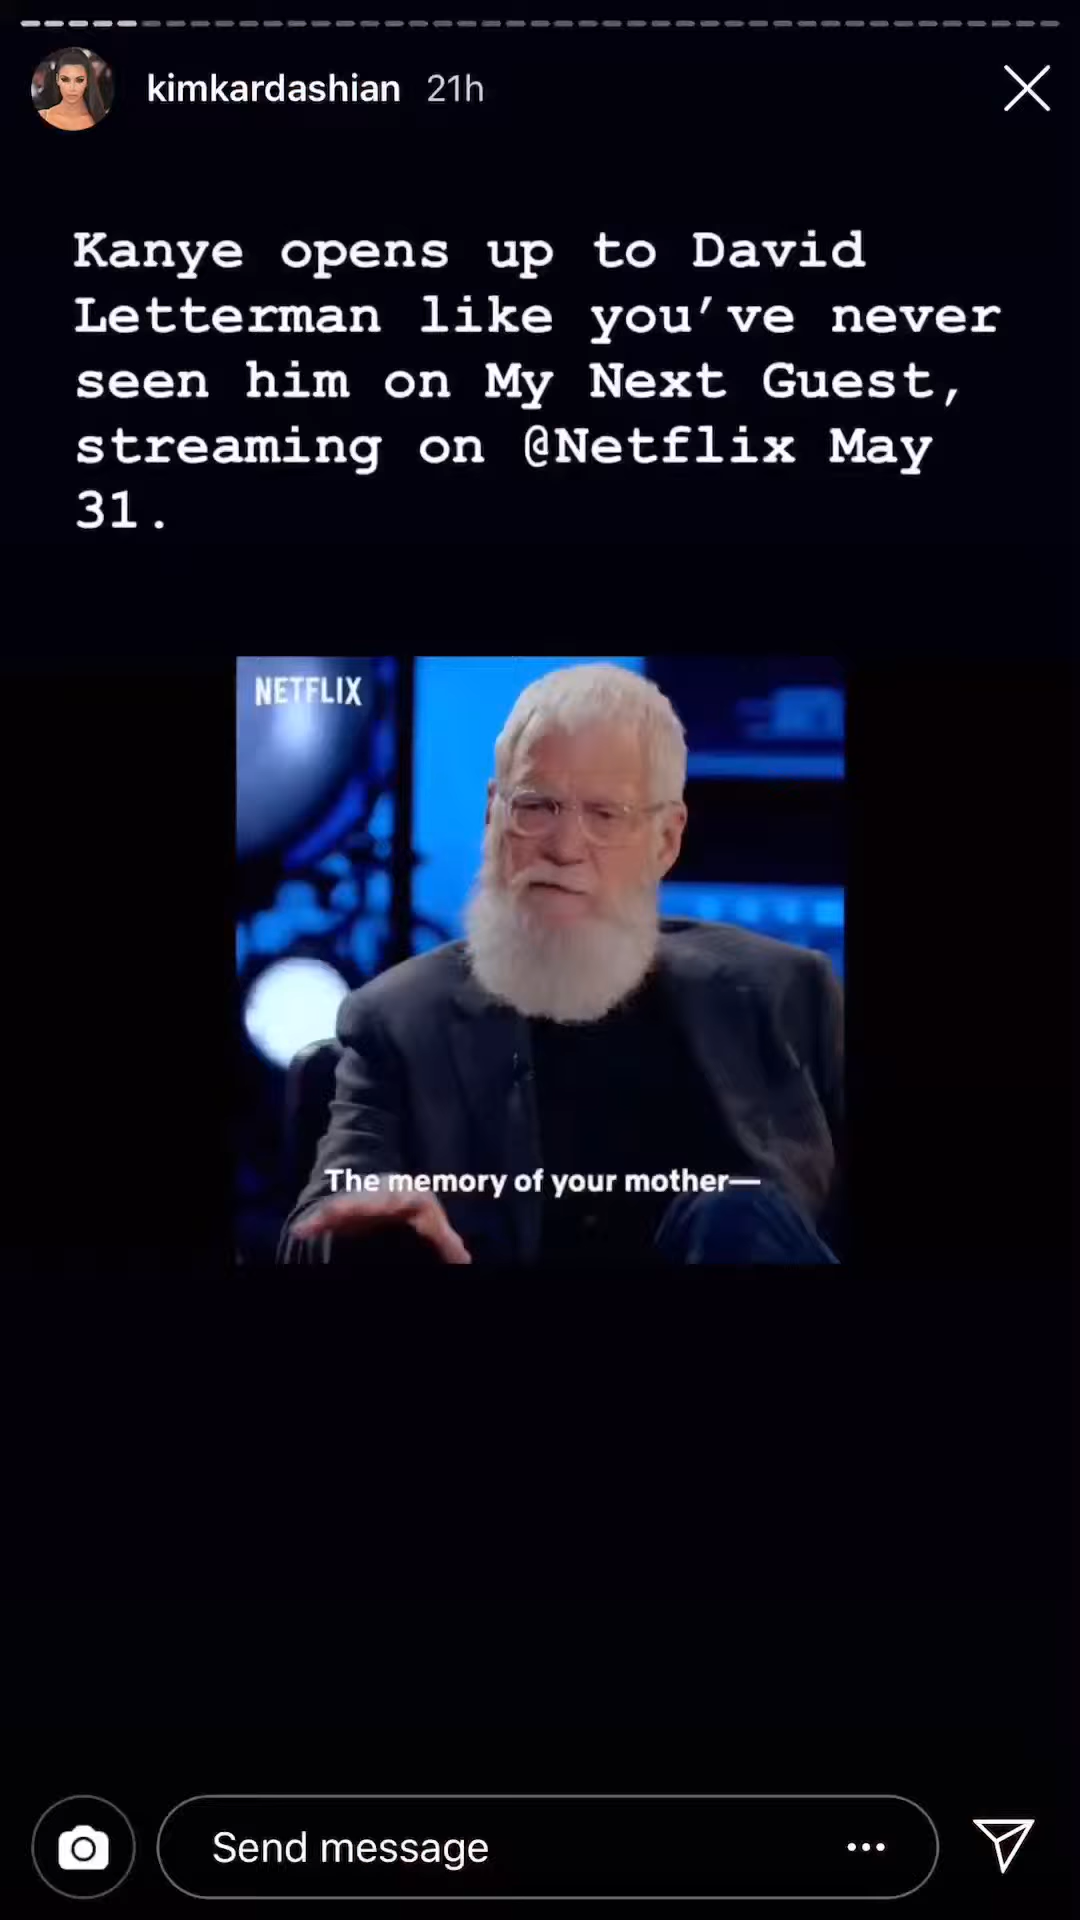 kimkardashian 21h
Kanye opens up to David
Letterman like you’ve never
seen him on My Next Guest,
streaming on @Netflix May
31.
NETFLIX
The memory of your mother—
Send message